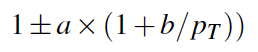 1 ± a × (1 + b/p_T))